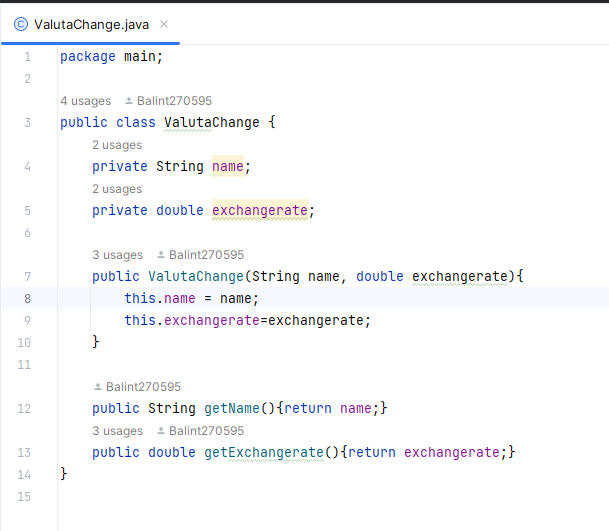 ValutaChange.java
1 package main;
2
4 usages Balint270595
3 public class ValutaChange {
2 usages
4 private String name;
2 usages
5 private double exchangerate;
6
3 usages Balint270595
7 public ValutaChange(String name, double exchangerate){
8 this.name = name;
9 this.exchangerate=exchangerate;
10 }
11
Balint270595
12 public String getName(){return name;}
3 usages Balint270595
13 public double getExchangerate(){return exchangerate;}
14 }
15